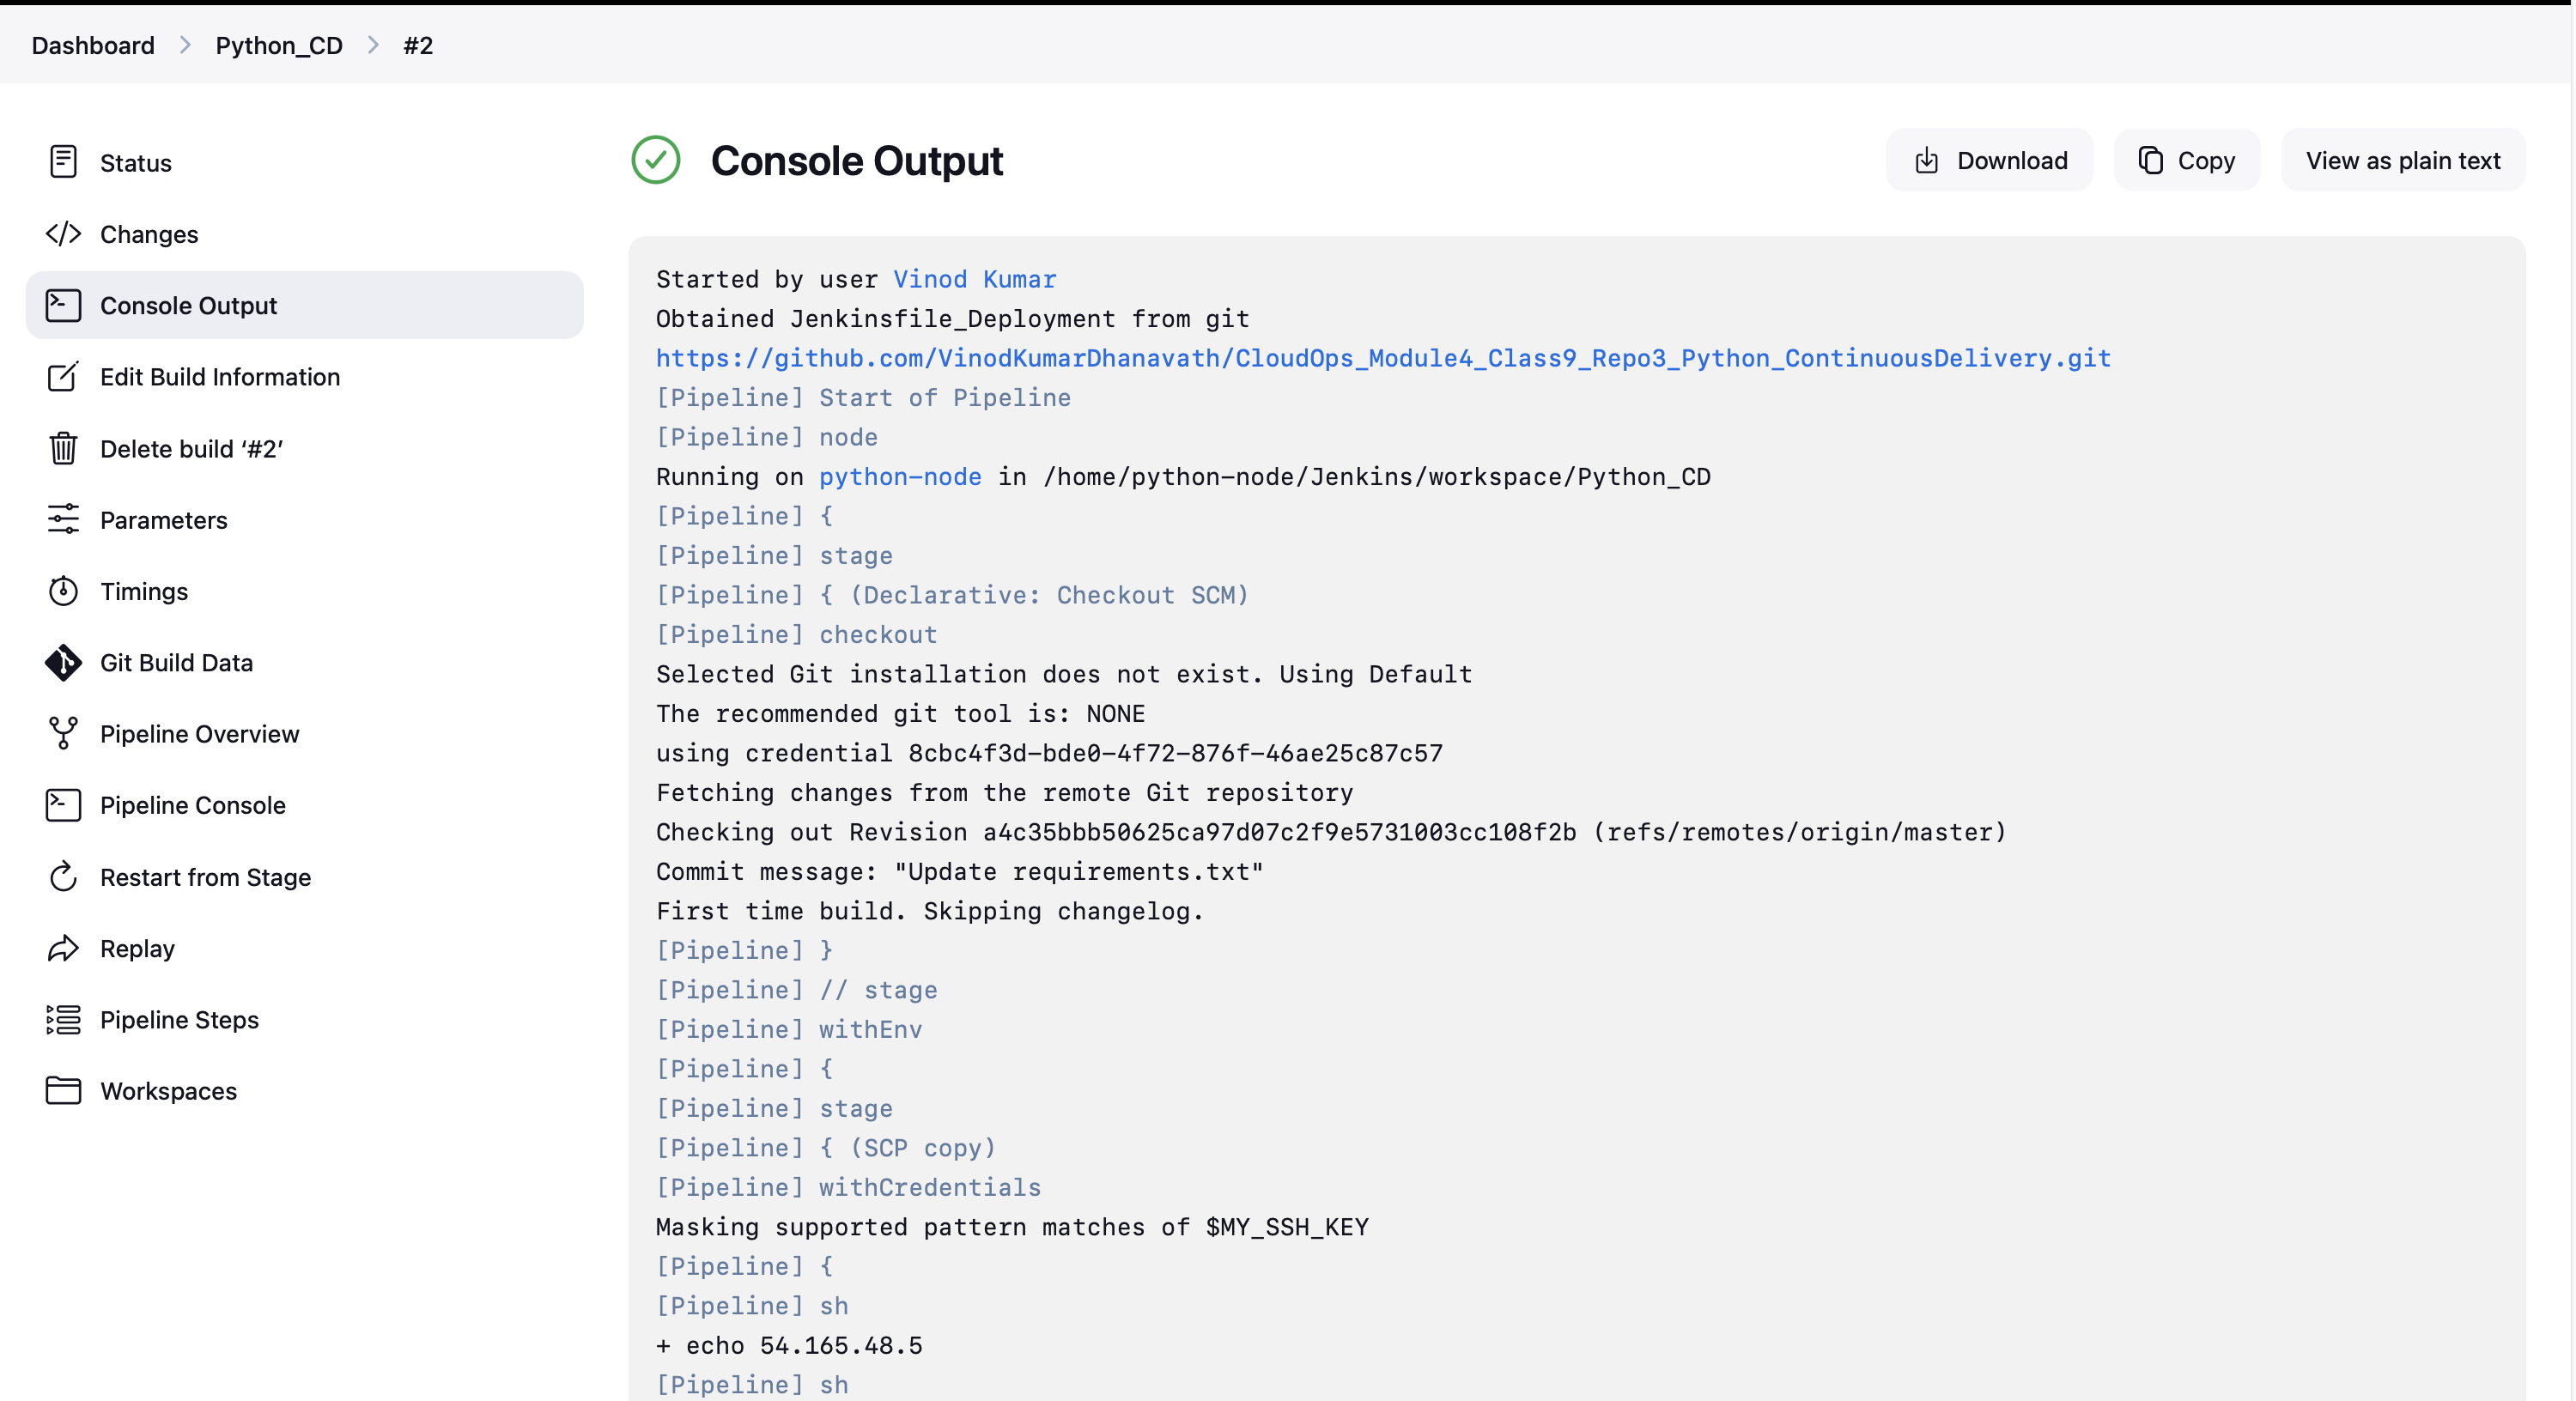 Dashboard > Python_CD > #2
Status
Changes
Console Output
Edit Build Information
Delete build ‘#2’
Parameters
Timings
Git Build Data
Pipeline Overview
Pipeline Console
Restart from Stage
Replay
Pipeline Steps
Workspaces
Console Output
Download
Copy
View as plain text
Started by user Vinod Kumar
Obtained Jenkinsfile_Deployment from git
https://github.com/VinodKumarDhanavath/CloudOps_Module4_Class9_Repo3_Python_ContinuousDelivery.git
[Pipeline] Start of Pipeline
[Pipeline] node
Running on python-node in /home/python-node/Jenkins/workspace/Python_CD
[Pipeline] {
[Pipeline] stage
[Pipeline] { (Declarative: Checkout SCM)
[Pipeline] checkout
Selected Git installation does not exist. Using Default
The recommended git tool is: NONE
using credential 8cbc4f3d-bde0-4f72-876f-46ae25c87c57
Fetching changes from the remote Git repository
Checking out Revision a4c35bbb50625ca97d07c2f9e5731003cc108f2b (refs/remotes/origin/master)
Commit message: "Update requirements.txt"
First time build. Skipping changelog.
[Pipeline] }
[Pipeline] // stage
[Pipeline] withEnv
[Pipeline] {
[Pipeline] stage
[Pipeline] { (SCP copy)
[Pipeline] withCredentials
Masking supported pattern matches of $MY_SSH_KEY
[Pipeline] {
[Pipeline] sh
+ echo 54.165.48.5
[Pipeline] sh